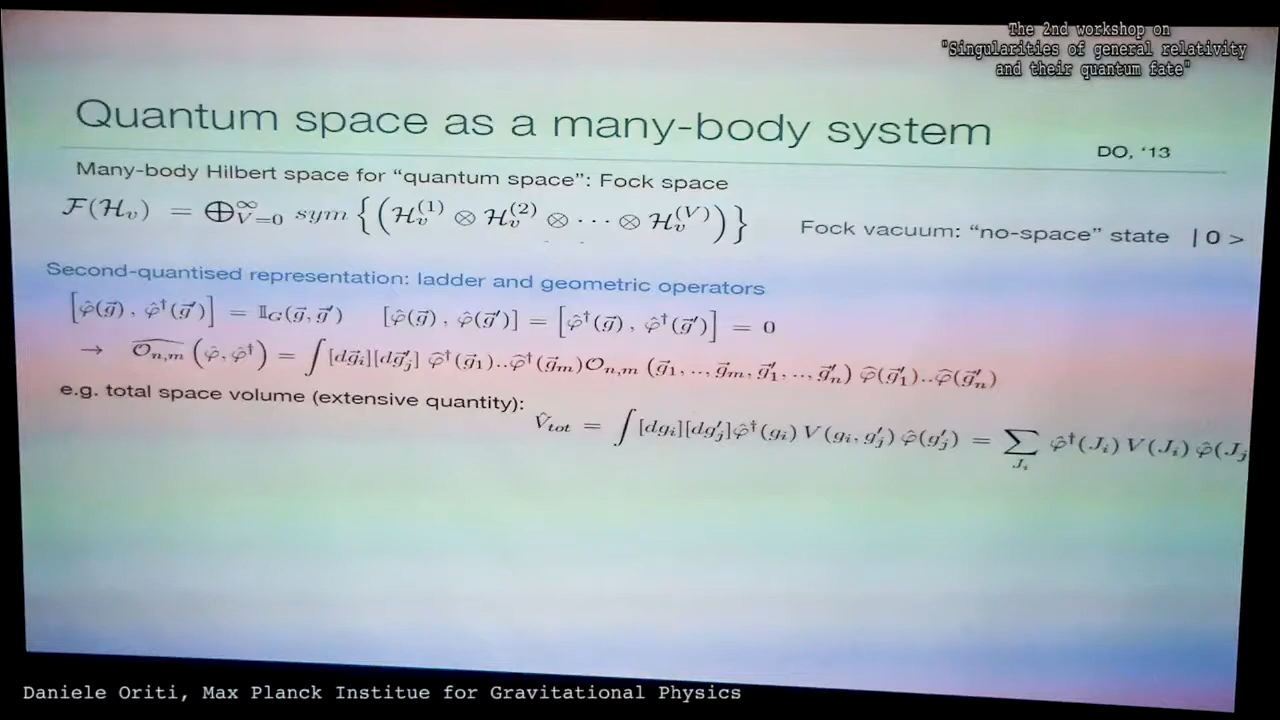 The 2nd workshop on
"Singularities of general relativity
and their quantum fate"
Quantum space as a many-body system
DO, ‘13
Many-body Hilbert space for “quantum space”: Fock space
𝓕(𝓗_v) = ⨁_{V=0}^{∞} sym { ( 𝓗_v^{(1)} ⊗ 𝓗_v^{(2)} ⊗ ··· ⊗ 𝓗_v^{(V)} ) }
Fock vacuum: “no-space” state | 0 >
Second-quantised representation: ladder and geometric operators
[φ̂(g⃗), φ̂†(g⃗′)] = 𝕀_G(g⃗, g⃗′) [φ̂(g⃗), φ̂(g⃗′)] = [φ̂†(g⃗), φ̂†(g⃗′)] = 0
→ Ô_{n,m} (φ̂, φ̂†) = ∫[dg⃗_i][dg⃗′_j] φ̂†(g⃗_1)..φ̂†(g⃗_m) O_{n,m} (g⃗_1, .., g⃗_m, g⃗′_1, .., g⃗′_n) φ̂(g⃗′_1)..φ̂(g⃗′_n)
e.g. total space volume (extensive quantity):
V̂_{tot} = ∫[dg_i][dg′_j] φ̂†(g_i) V(g_i, g′_j) φ̂(g′_j) = ∑_{J_i} φ̂†(J_i) V(J_i) φ̂(J_j
Daniele Oriti, Max Planck Institue for Gravitational Physics